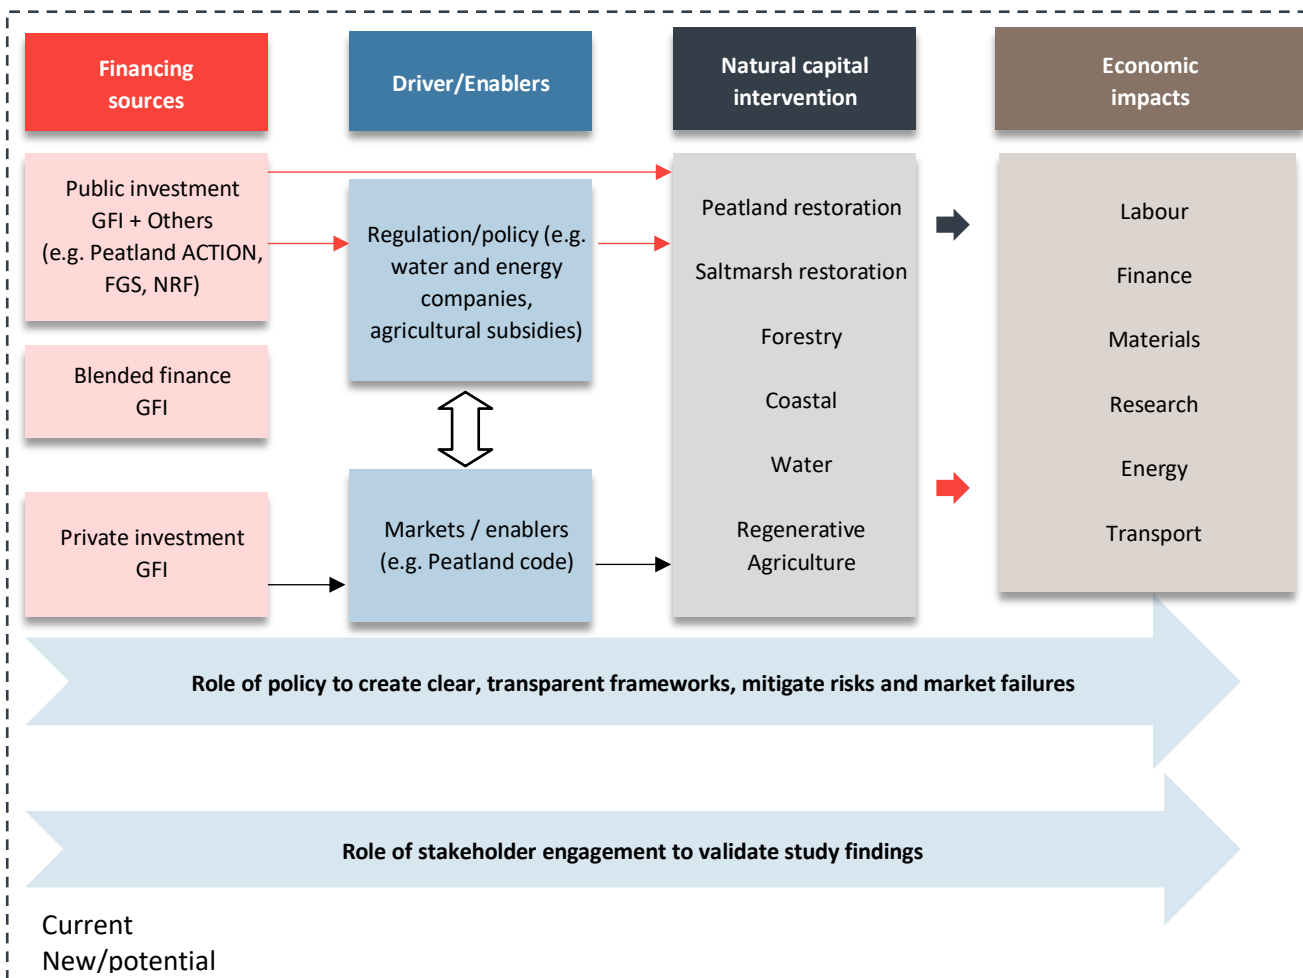 Financing
sources
Driver/Enablers
Natural capital
intervention
Economic
impacts
Public investment
GFI + Others
(e.g. Peatland ACTION,
FGS, NRF)
Blended finance
GFI
Private investment
GFI
Regulation/policy (e.g.
water and energy
companies,
agricultural subsidies)
Markets / enablers
(e.g. Peatland code)
Peatland restoration
Saltmarsh restoration
Forestry
Coastal
Water
Regenerative
Agriculture
Labour
Finance
Materials
Research
Energy
Transport
Role of policy to create clear, transparent frameworks, mitigate risks and market failures
Role of stakeholder engagement to validate study findings
Current
New/potential